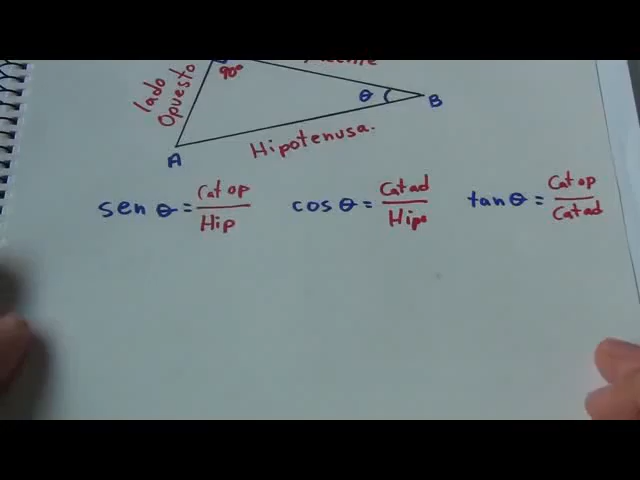 90°
lado
Opuesto
θ
B
A
Hipotenusa.
sen θ = Cat op / Hip
cos θ = Cat ad / Hip
tan θ = Cat op / Cat ad